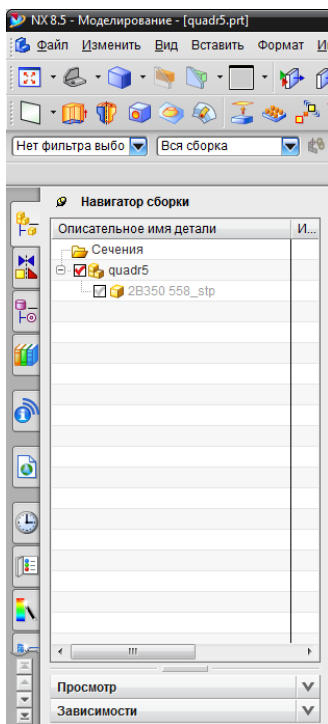 NX 8.5 - Моделирование - [quadr5.prt]
Файл Изменить Вид Вставить Формат
Нет фильтра выбо Вся сборка
Навигатор сборки
Описательное имя детали И...
Сечения
quadr5
2B350 558_stp
Просмотр
Зависимости